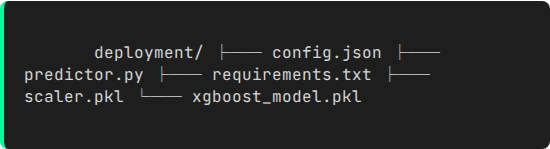 deployment/ ├── config.json ├──
predictor.py ├── requirements.txt ├──
scaler.pkl └── xgboost_model.pkl